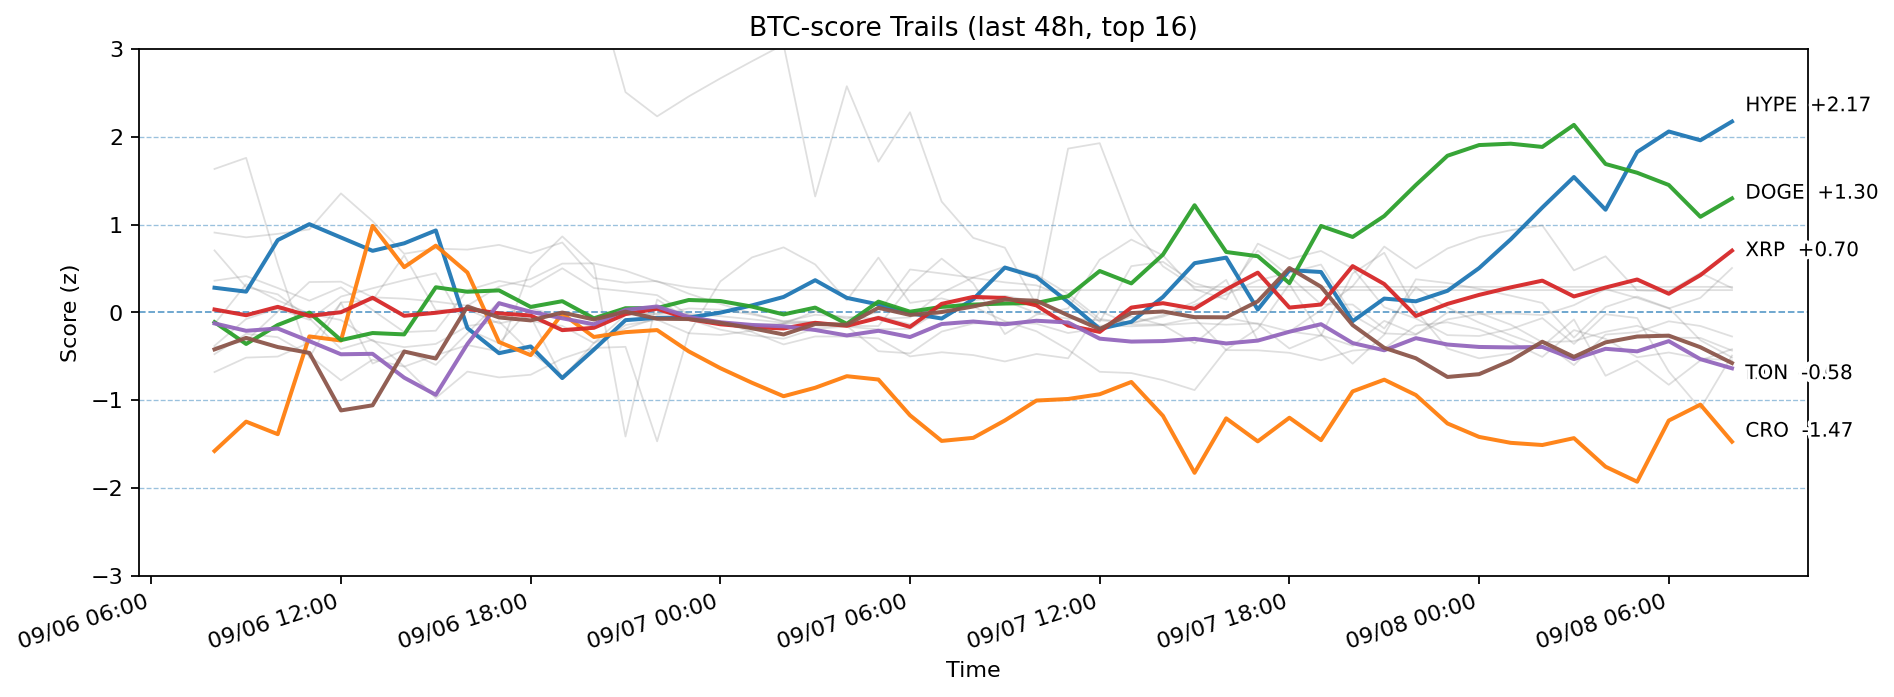 BTC-score Trails (last 48h, top 16)
Score (z)
3
2
1
0
−1
−2
−3
HYPE +2.17
DOGE +1.30
XRP +0.70
TON -0.58
CRO -1.47
09/06 06:00
09/06 12:00
09/06 18:00
09/07 00:00
09/07 06:00
09/07 12:00
09/07 18:00
09/08 00:00
09/08 06:00
Time